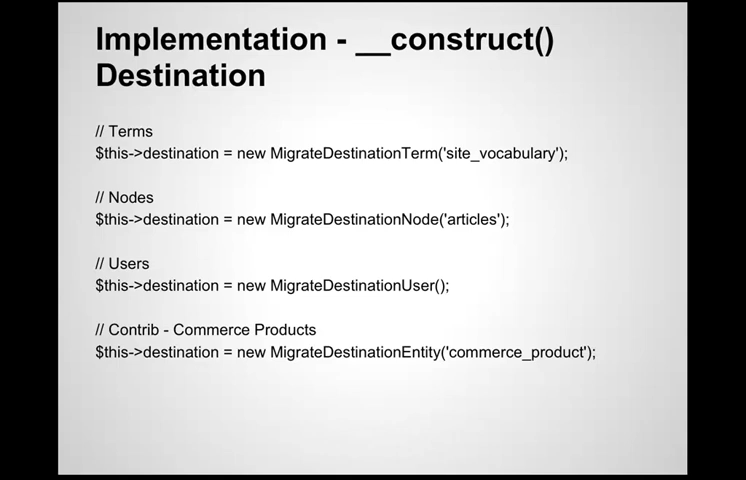 Implementation - __construct()
Destination
// Terms
$this->destination = new MigrateDestinationTerm('site_vocabulary');
// Nodes
$this->destination = new MigrateDestinationNode('articles');
// Users
$this->destination = new MigrateDestinationUser();
// Contrib - Commerce Products
$this->destination = new MigrateDestinationEntity('commerce_product');